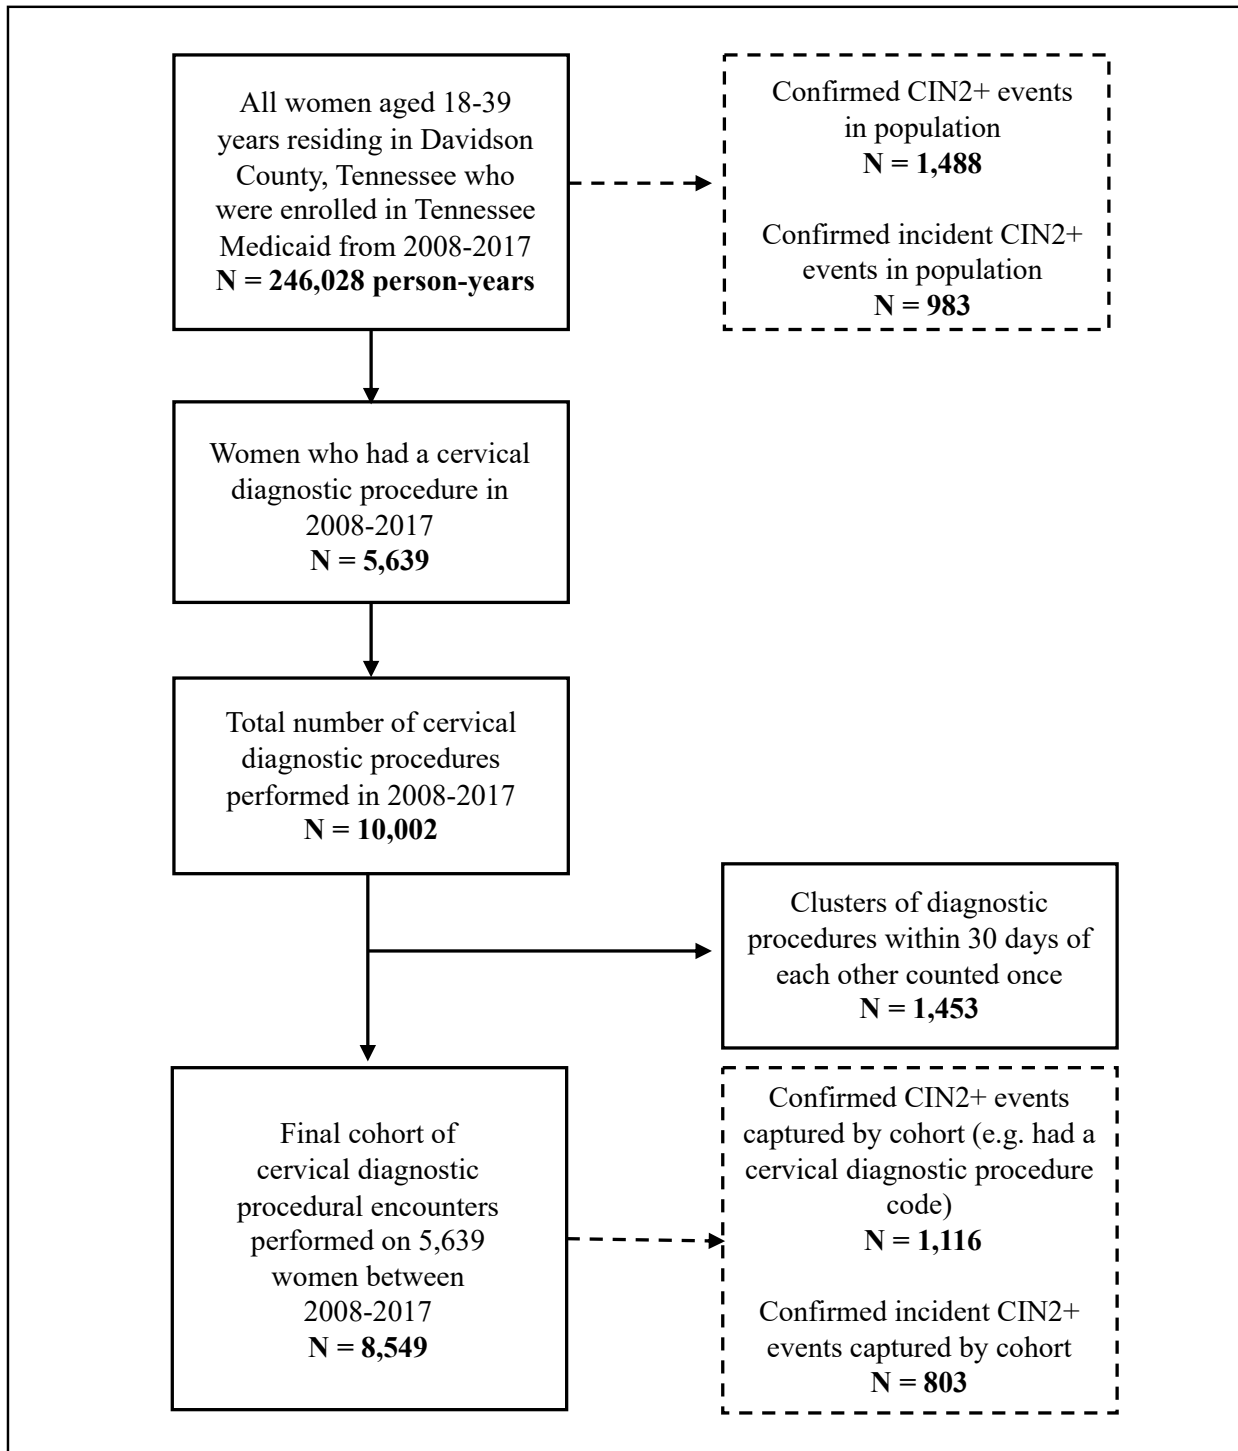 All women aged 18-39
years residing in Davidson
County, Tennessee who
were enrolled in Tennessee
Medicaid from 2008-2017
N = 246,028 person-years
Confirmed CIN2+ events
in population
N = 1,488
Confirmed incident CIN2+
events in population
N = 983
Women who had a cervical
diagnostic procedure in
2008-2017
N = 5,639
Total number of cervical
diagnostic procedures
performed in 2008-2017
N = 10,002
Clusters of diagnostic
procedures within 30 days of
each other counted once
N = 1,453
Final cohort of
cervical diagnostic
procedural encounters
performed on 5,639
women between
2008-2017
N = 8,549
Confirmed CIN2+ events
captured by cohort (e.g. had a
cervical diagnostic procedure
code)
N = 1,116
Confirmed incident CIN2+
events captured by cohort
N = 803